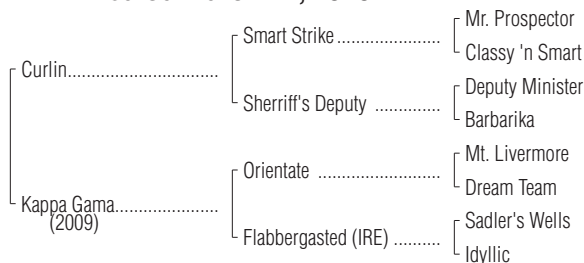 Mr. Prospector
Smart Strike
Classy 'n Smart
Curlin
Deputy Minister
Sherriff's Deputy
Barbarika
Mt. Livermore
Orientate
Dream Team
Kappa Gama
(2009)
Sadler's Wells
Flabbergasted (IRE)
Idyllic